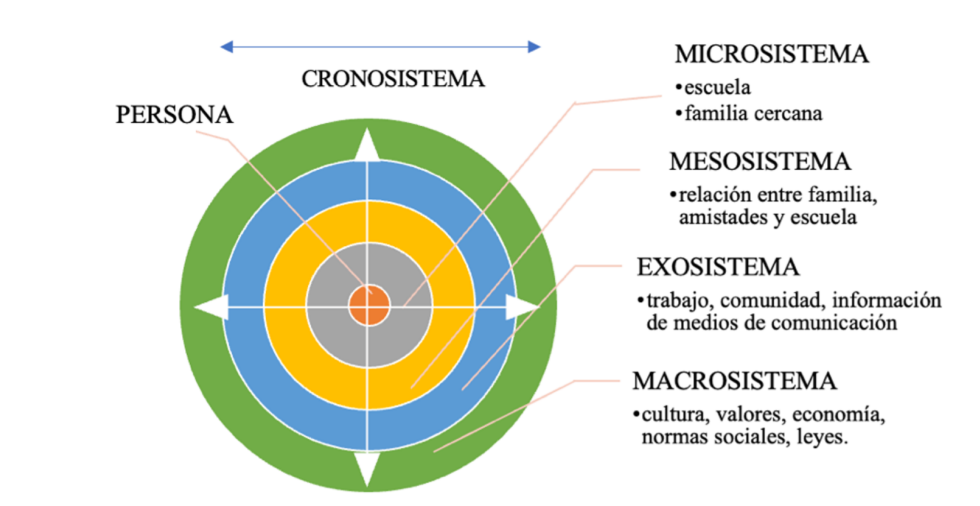 CRONOSISTEMA
PERSONA
MICROSISTEMA
•escuela
•familia cercana
MESOSISTEMA
•relación entre familia,
amistades y escuela
EXOSISTEMA
•trabajo, comunidad, información
de medios de comunicación
MACROSISTEMA
•cultura, valores, economía,
normas sociales, leyes.